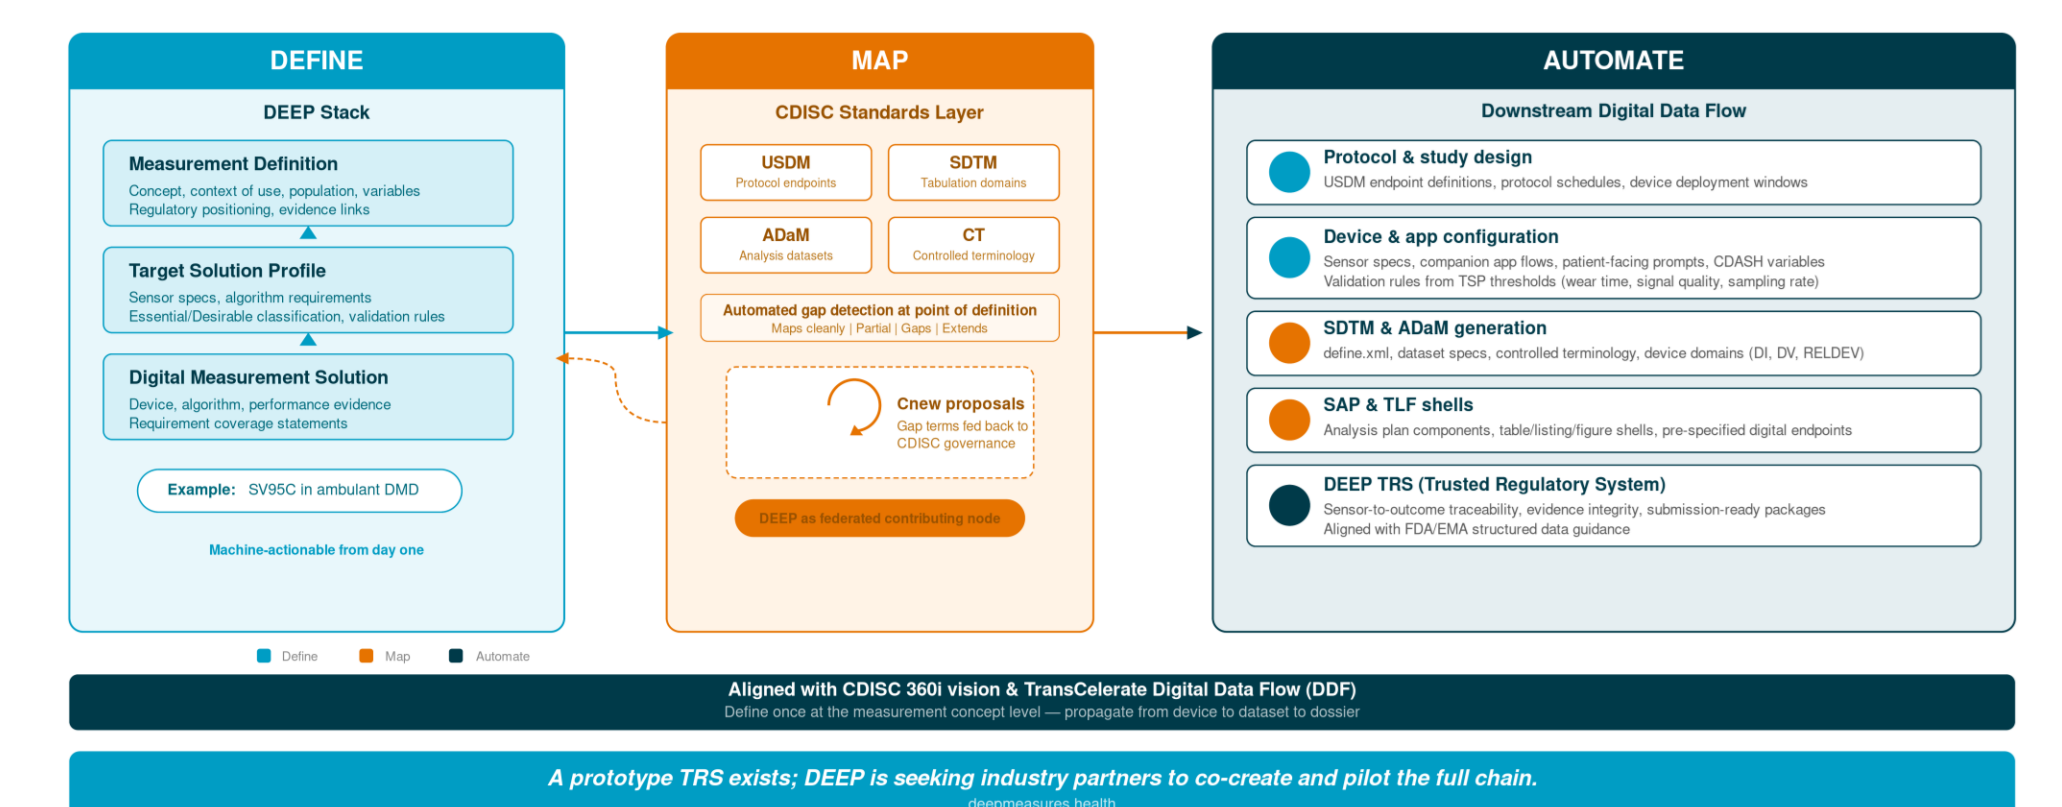 DEFINE
DEEP Stack
Measurement Definition
Concept, context of use, population, variables
Regulatory positioning, evidence links
Target Solution Profile
Sensor specs, algorithm requirements
Essential/Desirable classification, validation rules
Digital Measurement Solution
Device, algorithm, performance evidence
Requirement coverage statements
Example: SV95C in ambulant DMD
Machine-actionable from day one
MAP
CDISC Standards Layer
USDM
Protocol endpoints
SDTM
Tabulation domains
ADaM
Analysis datasets
CT
Controlled terminology
Automated gap detection at point of definition
Maps cleanly | Partial | Gaps | Extends
Cnew proposals
Gap terms fed back to
CDISC governance
DEEP as federated contributing node
AUTOMATE
Downstream Digital Data Flow
Protocol & study design
USDM endpoint definitions, protocol schedules, device deployment windows
Device & app configuration
Sensor specs, companion app flows, patient-facing prompts, CDASH variables
Validation rules from TSP thresholds (wear time, signal quality, sampling rate)
SDTM & ADaM generation
define.xml, dataset specs, controlled terminology, device domains (DI, DV, RELDEV)
SAP & TLF shells
Analysis plan components, table/listing/figure shells, pre-specified digital endpoints
DEEP TRS (Trusted Regulatory System)
Sensor-to-outcome traceability, evidence integrity, submission-ready packages
Aligned with FDA/EMA structured data guidance
Define Map Automate
Aligned with CDISC 360i vision & TransCelerate Digital Data Flow (DDF)
Define once at the measurement concept level — propagate from device to dataset to dossier
A prototype TRS exists; DEEP is seeking industry partners to co-create and pilot the full chain.
deepmeasures.health